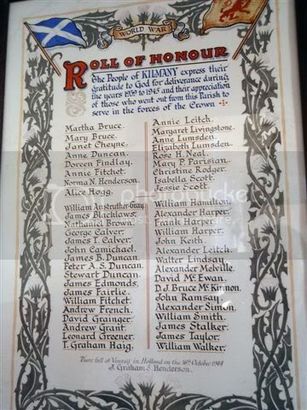 WORLD WAR
ROLL OF HONOUR
The People of KILMANY express their
gratitude to God for deliverance during
the years 1939 to 1945 and their appreciation
of those who went out from this Parish to
serve in the forces of the Crown
Martha Bruce.
Mary Bruce.
Janet Cheyne.
Anne Duncan.
Doreen Findlay.
Annie Fitchet.
Norma N. Henderson.
Alice Hoag.
Annie Leitch.
Margaret Livingstone.
Anne Lumsden.
Elizabeth Lumsden.
Rose H. Neal.
Mary P. Parisian.
Christine Rodger.
Isabella Scott.
Jessie Scott.
William Anstruther-Gray.
James Blacklaws.
Nathaniel Brown.
George Calver.
James T. Calver.
John Carmichael.
James B. Duncan.
Peter A. S. Duncan.
Stewart Duncan.
James Edmonds.
James Fairlie.
William Fitchet.
Andrew French.
David Grainger.
Andrew Grant.
Leonard Greener.
T. Graham Haig.
William Hamilton.
Alexander Harper.
Frank Harper.
William Harper.
John Keith.
Alexander Leitch.
Walter Lindsay.
Alexander Melville.
David McEwan.
D.J. Bruce McKinnon.
John Ramsay.
Alexander Simon.
William Smith.
James Stalker.
James Taylor.
William Walker.
There fell at in Holland on the October 1944
J. Graham S. Henderson.
photobucket